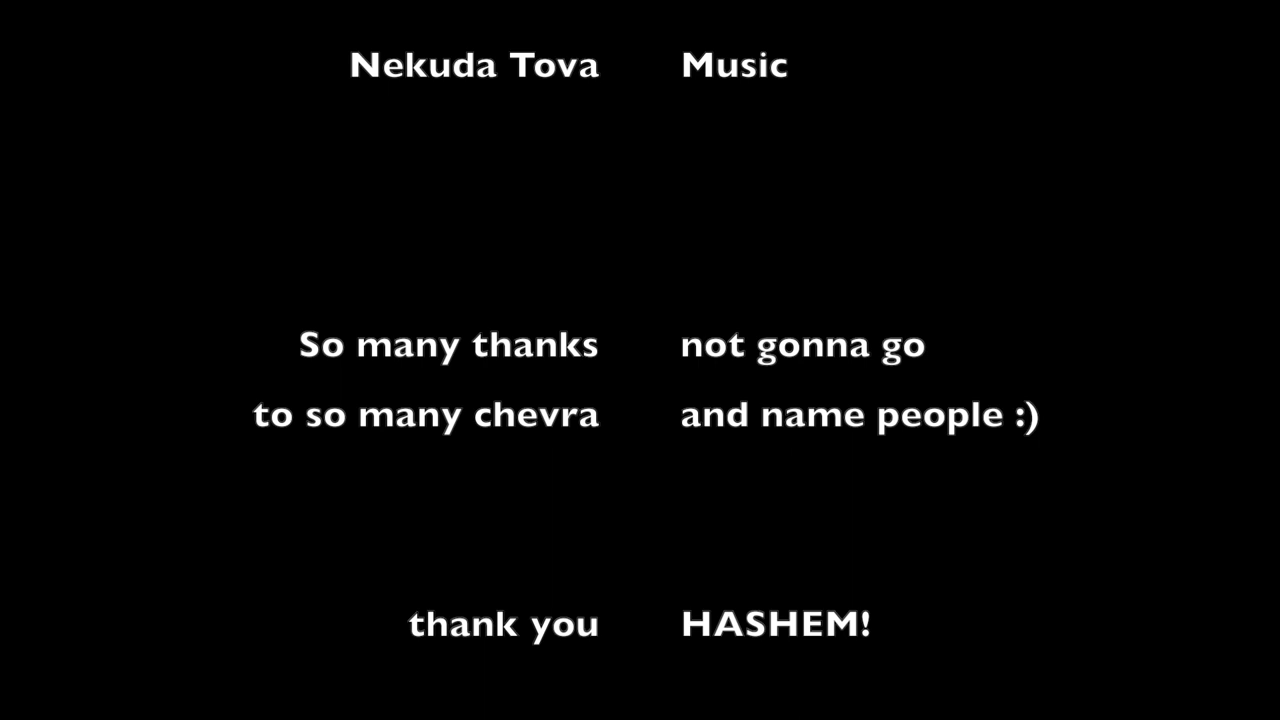 Nekuda Tova Music
So many thanks not gonna go
to so many chevra and name people :)
thank you HASHEM!